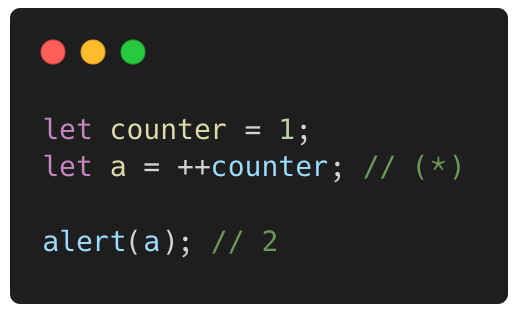 let counter = 1;
let a = ++counter; // (*)
alert(a); // 2